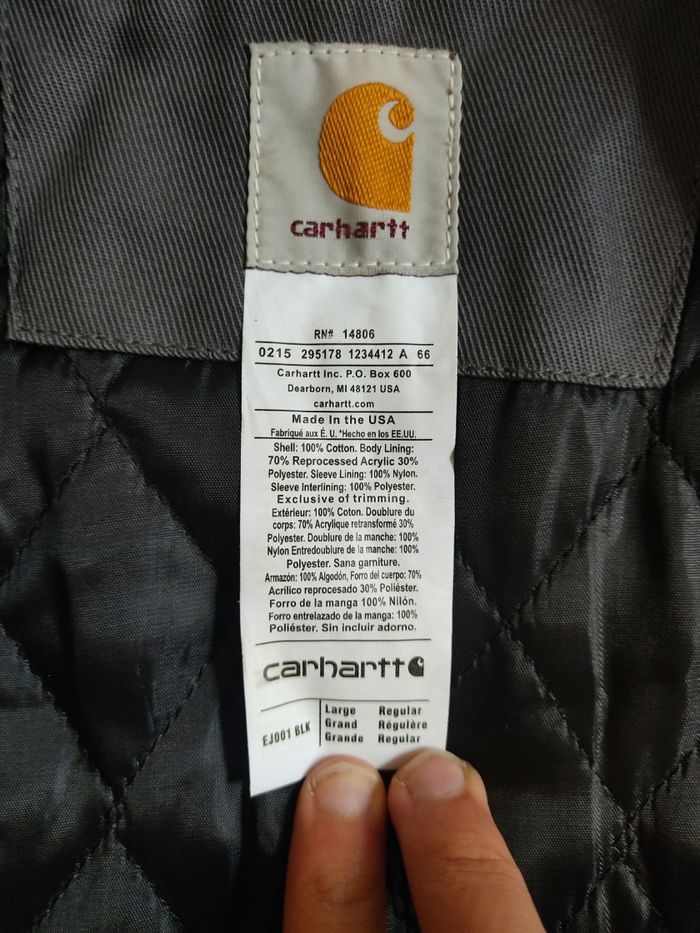 carhartt
RN# 14806
0215 295178 1234412 A 66
Carhartt Inc. P.O. Box 600
Dearborn, MI 48121 USA
carhartt.com
Made In the USA
Fabriqué aux É. U. *Hecho en los EE.UU.
Shell: 100% Cotton. Body Lining:
70% Reprocessed Acrylic 30%
Polyester. Sleeve Lining: 100% Nylon.
Sleeve Interlining: 100% Polyester.
Exclusive of trimming.
Extérieur: 100% Coton. Doublure du
corps: 70% Acrylique retransformé 30%
Polyester. Doublure de la manche: 100%
Nylon Entredoublure de la manche: 100%
Polyester. Sana garniture.
Armazón: 100% Algodón, Forro del cuerpo: 70%
Acrilico reprocesado 30% Poliéster.
Forro de la manga 100% Nilón.
Forro entrelazado de la manga: 100%
Poliéster. Sin incluir adorno.
carhartt
EJ001 BLK
Large Regular
Grand Régulère
Grande Regular